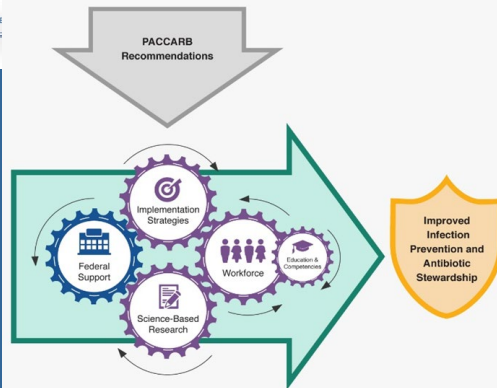 PACCARB
Recommendations
Implementation
Strategies
Federal
Support
Workforce
Education &
Competencies
Science-Based
Research
Improved
Infection
Prevention and
Antibiotic
Stewardship